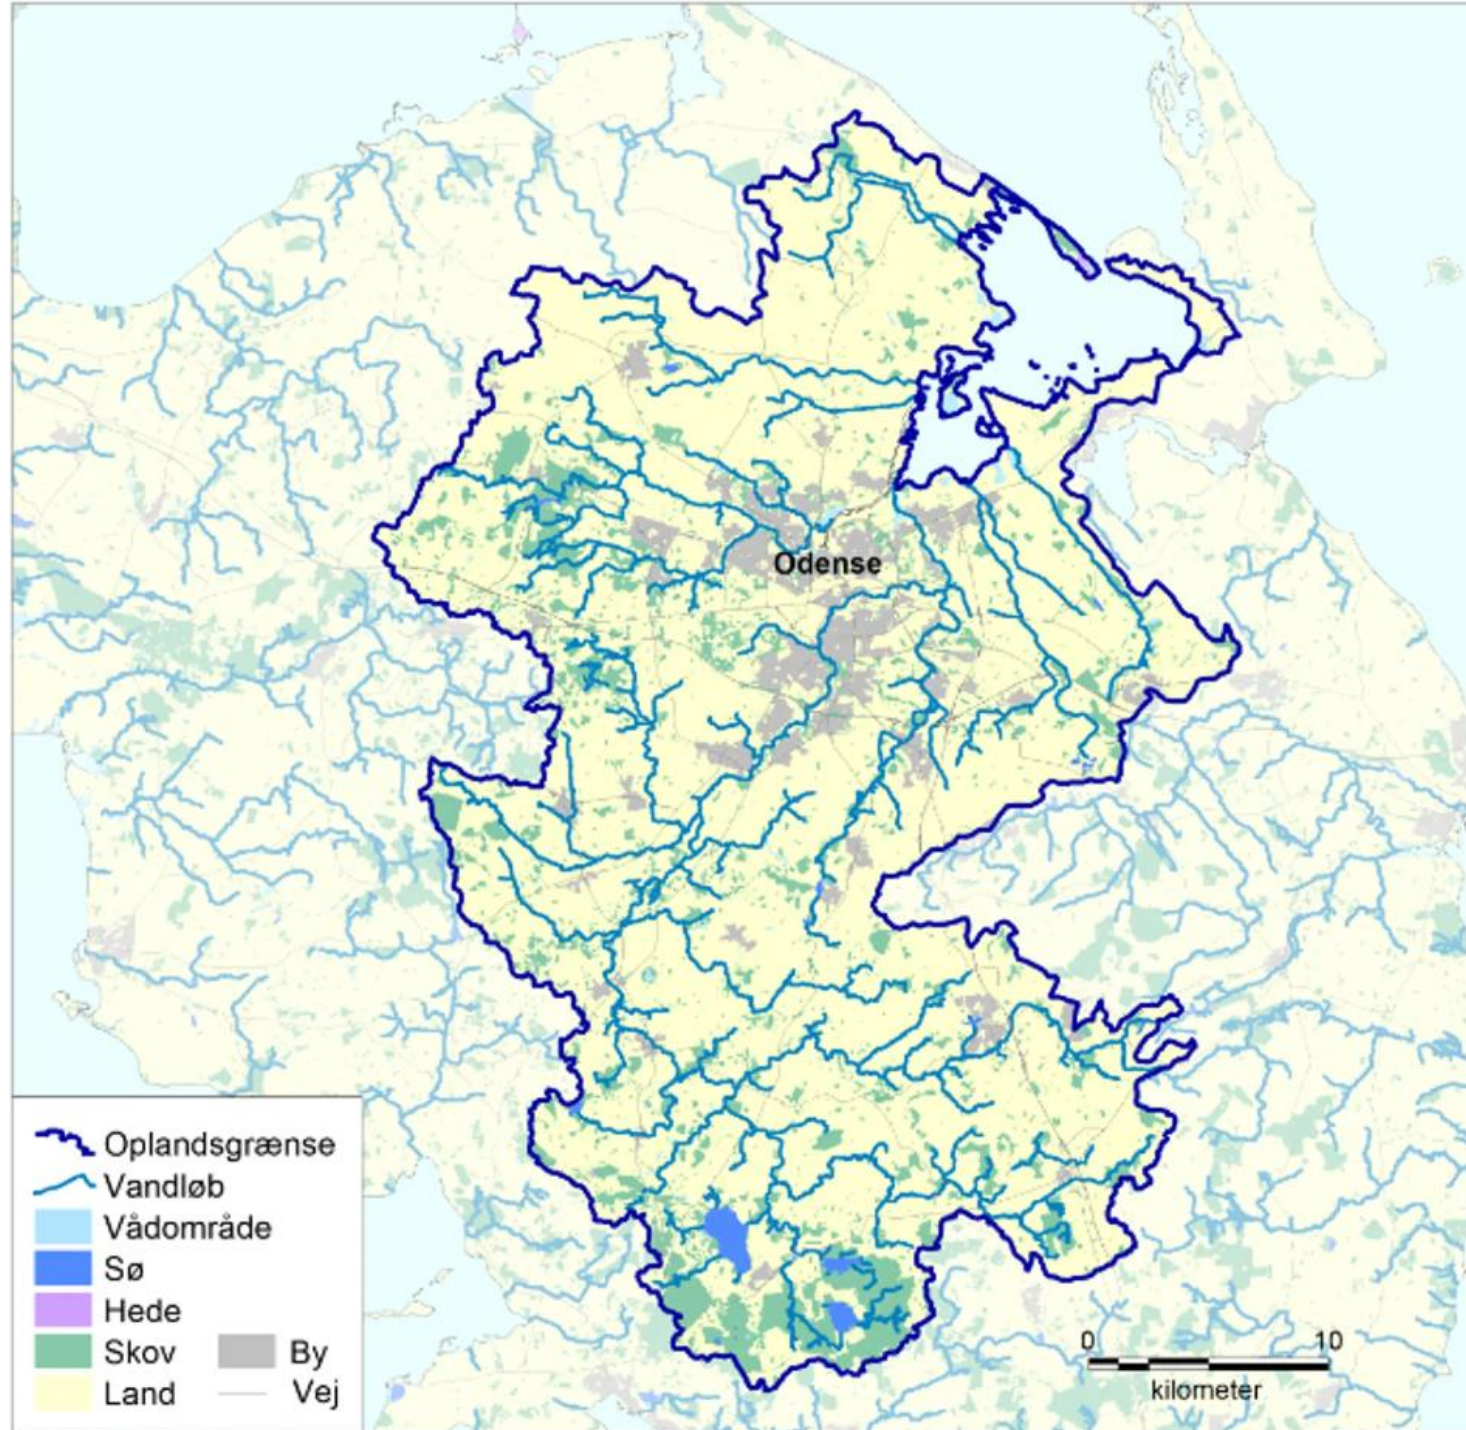 Odense
Oplandsgrænse
Vandløb
Vådområde
Sø
Hede
Skov
By
Land
Vej
0 10
kilometer